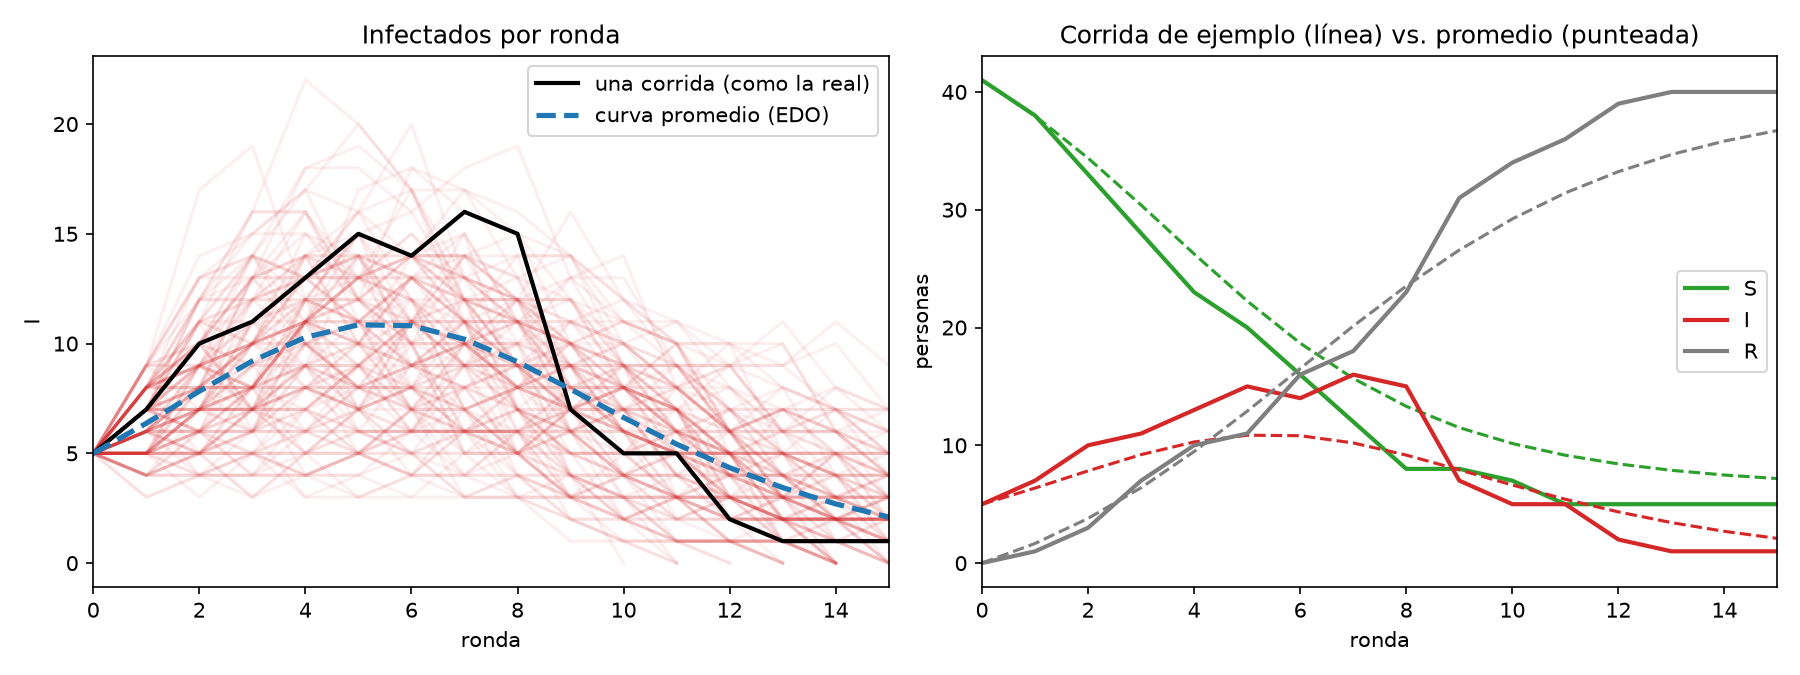 Infectados por ronda
una corrida (como la real)
curva promedio (EDO)
I
20
15
10
5
0
0 2 4 6 8 10 12 14
ronda
Corrida de ejemplo (línea) vs. promedio (punteada)
S
I
R
personas
40
30
20
10
0
0 2 4 6 8 10 12 14
ronda